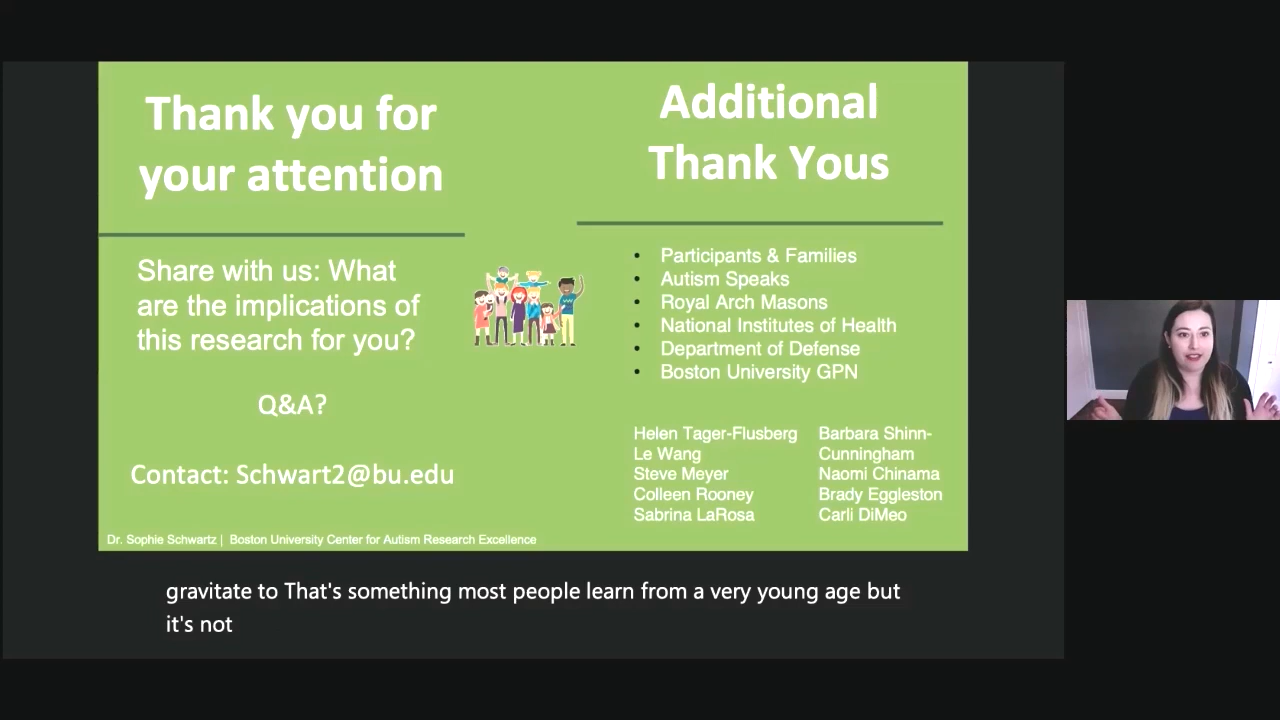 Thank you for
your attention
Share with us: What
are the implications of
this research for you?
Q&A?
Contact: Schwart2@bu.edu
Dr. Sophie Schwartz | Boston University Center for Autism Research Excellence
Additional
Thank Yous
• Participants & Families
• Autism Speaks
• Royal Arch Masons
• National Institutes of Health
• Department of Defense
• Boston University GPN
Helen Tager-Flusberg
Le Wang
Steve Meyer
Colleen Rooney
Sabrina LaRosa
Barbara Shinn-
Cunningham
Naomi Chinama
Brady Eggleston
Carli DiMeo
gravitate to That's something most people learn from a very young age but
it's not